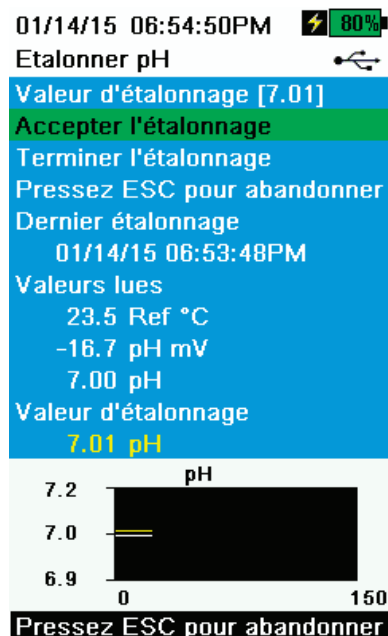 01/14/15 06:54:50PM 80%
Etalonner pH
Valeur d'étalonnage [7.01]
Accepter l'étalonnage
Terminer l'étalonnage
Pressez ESC pour abandonner
Dernier étalonnage
01/14/15 06:53:48PM
Valeurs lues
23.5 Ref °C
-16.7 pH mV
7.00 pH
Valeur d'étalonnage
7.01 pH
pH
7.2
7.0
6.9
0 150
Pressez ESC pour abandonner